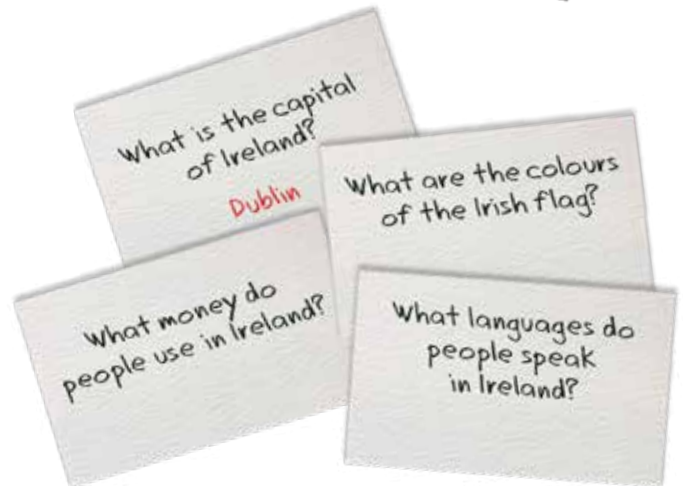 What is the capital
of Ireland?
Dublin
What are the colours
of the Irish flag?
What money do
people use in Ireland?
What languages do
people speak
in Ireland?